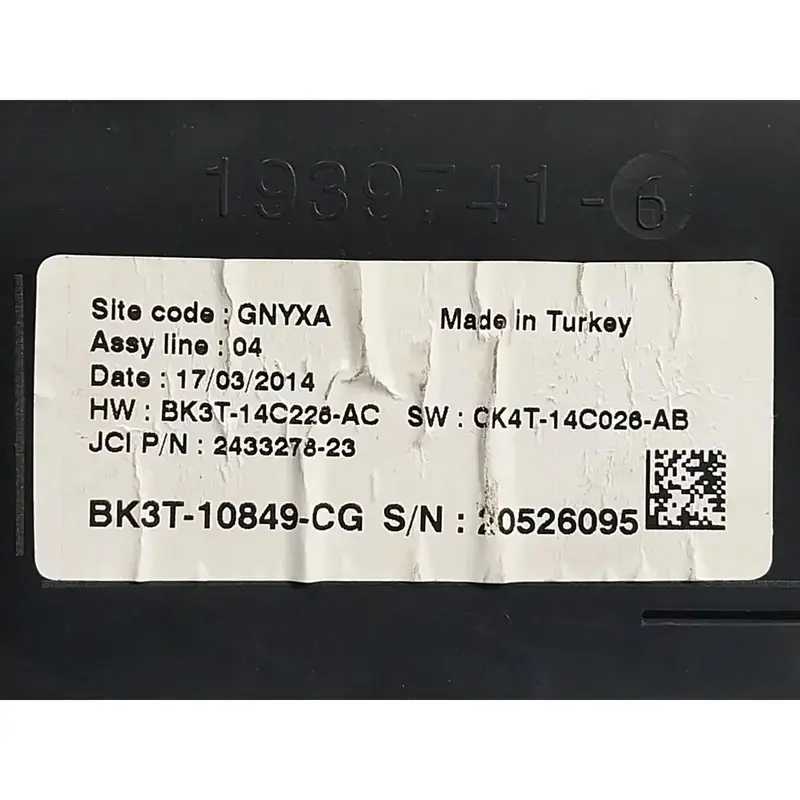 1939741-6
Site code : GNYXA Made in Turkey
Assy line : 04
Date : 17/03/2014
HW : BK3T-14C226-AC SW : CK4T-14C026-AB
JCI P/N : 2433278-23
BK3T-10849-CG S/N : 20526095